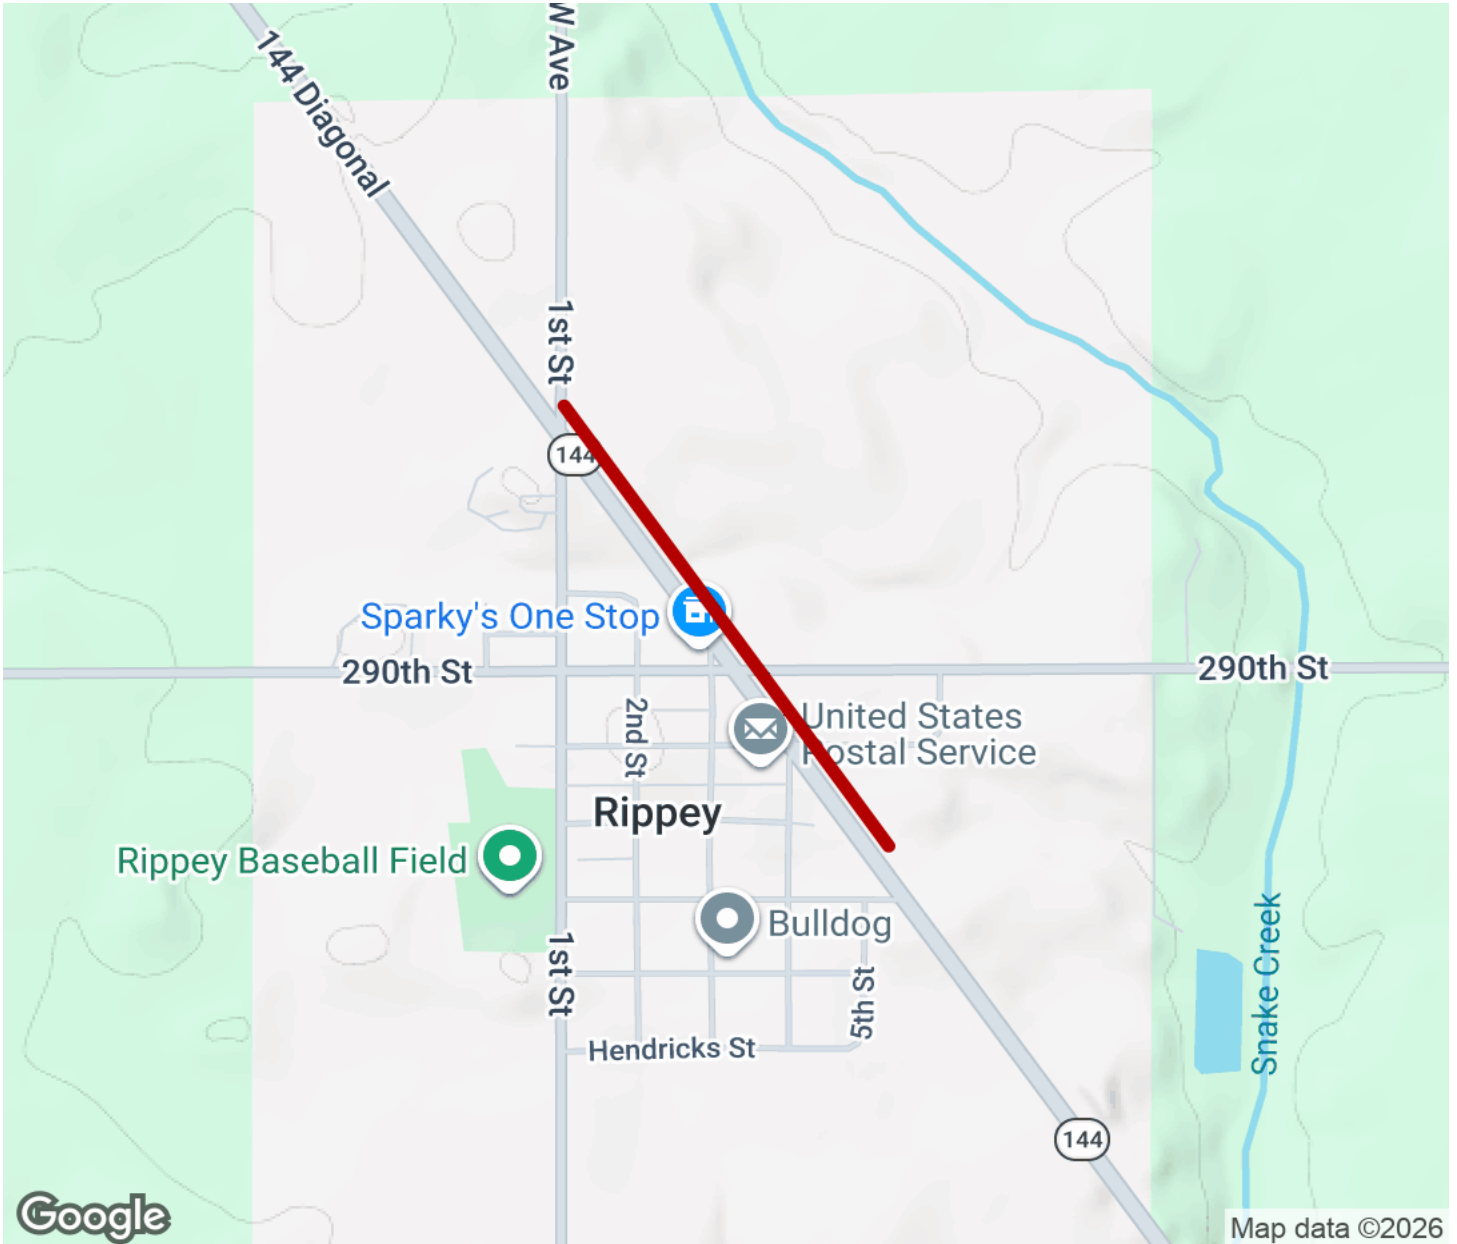 W Ave
144 Diagonal
1st St
144
Sparky's One Stop
290th St
290th St
2nd St
United States
Postal Service
Rippey
Rippey Baseball Field
Bulldog
1st St
5th St
Snake Creek
Hendricks St
144
Google
Map data ©2026